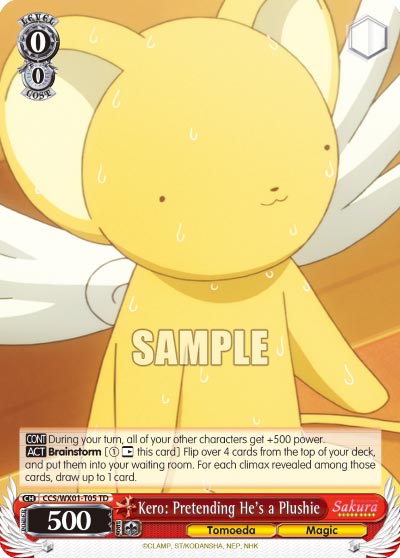 LEVEL
0
0
COST
SAMPLE
CONT During your turn, all of your other characters get +500 power.
ACT Brainstorm [① this card] Flip over 4 cards from the top of your deck,
and put them into your waiting room. For each climax revealed among those
cards, draw up to 1 card.
CH CCS/WX01-T05 TD
Kero: Pretending He's a Plushie
Sakura
500
Tomoeda Magic
©CLAMP, ST/KODANSHA, NEP, NHK